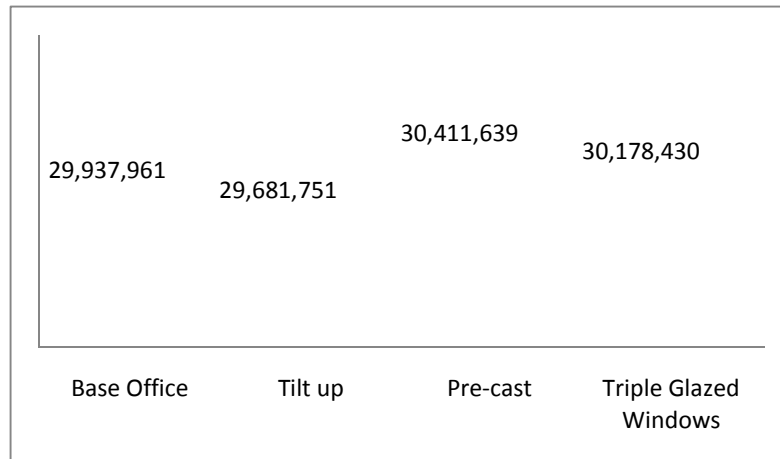 29,937,961
29,681,751
30,411,639
30,178,430
Base Office
Tilt up
Pre-cast
Triple Glazed
Windows